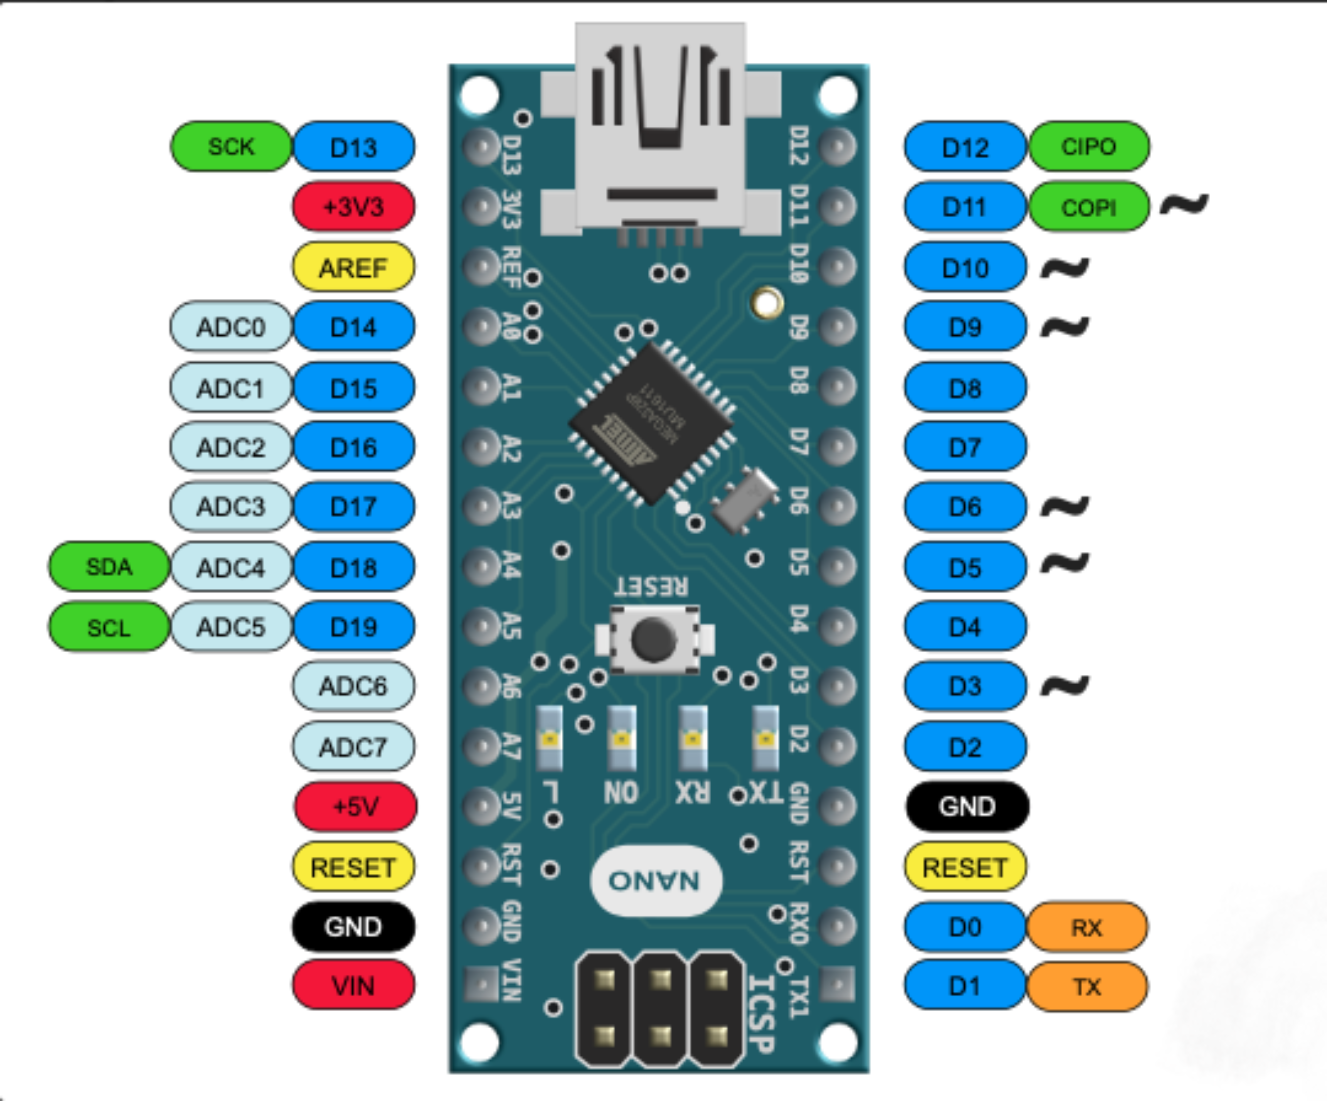 SCK D13 D13 D12 D12 CIPO
+3V3 3V3 D11 D11 COPI ~
AREF REF D10 D10 ~
ADC0 D14 A0 D9 D9 ~
ADC1 D15 A1 D8 D8
ADC2 D16 A2 D7 D7
ADC3 D17 A3 D6 D6 ~
SDA ADC4 D18 A4 D5 D5 ~
SCL ADC5 D19 A5 D4 D4
ADC6 A6 D3 D3 ~
ADC7 A7 D2 D2
+5V 5V GND GND
RESET RST RST RESET
GND GND RX0 D0 RX
VIN VIN TX1 D1 TX
ATMEL
MEGA328P
MU1611
RESET
L ON RX TX
NANO
ICSP